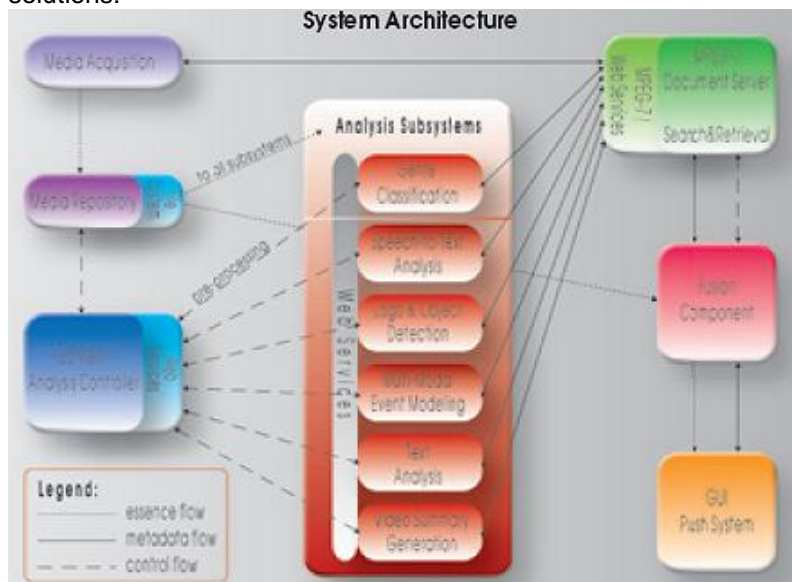 solutions.
System Architecture
Media Acquisition
Media Repository
to all subsystems
Analysis Subsystems
Web Services
Genre
Classification
Speech to Text
Analysis
Logo & Object
Detection
Multi Modal
Event Modeling
Text
Analysis
Video Summary
Generation
Analysis Controller
MPEG-7 /
Web Services
Document Server
Search&Retrieval
Fusion
Component
GUI
Push System
Legend:
essence flow
metadata flow
control flow